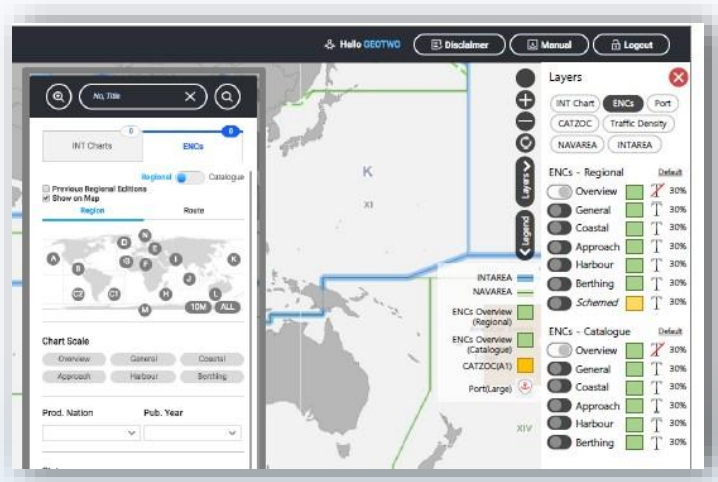 Hello GEOTWO
Disclaimer
Manual
Logout
No, Title
0
0
INT Charts
ENCs
Regional
Catalogue
Previous Regional Editions
Show on Map
Region
Route
N
D
E
A
B
G
F
I
K
J
C2
C1
H
L
M
10M
ALL
Chart Scale
Overview
General
Coastal
Approach
Harbour
Berthing
Prod. Nation
Pub. Year
K
XI
XIV
Layers
Legend
INTAREA
NAVAREA
ENCs Overview
(Regional)
ENCs Overview
(Catalogue)
CATZOC(A1)
Port(Large)
Layers
INT Chart
ENCs
Port
CATZOC
Traffic Density
NAVAREA
INTAREA
ENCs - Regional
Default
Overview T 30%
General T 30%
Coastal T 30%
Approach T 30%
Harbour T 30%
Berthing T 30%
Schemed T 30%
ENCs - Catalogue
Default
Overview T 30%
General T 30%
Coastal T 30%
Approach T 30%
Harbour T 30%
Berthing T 30%